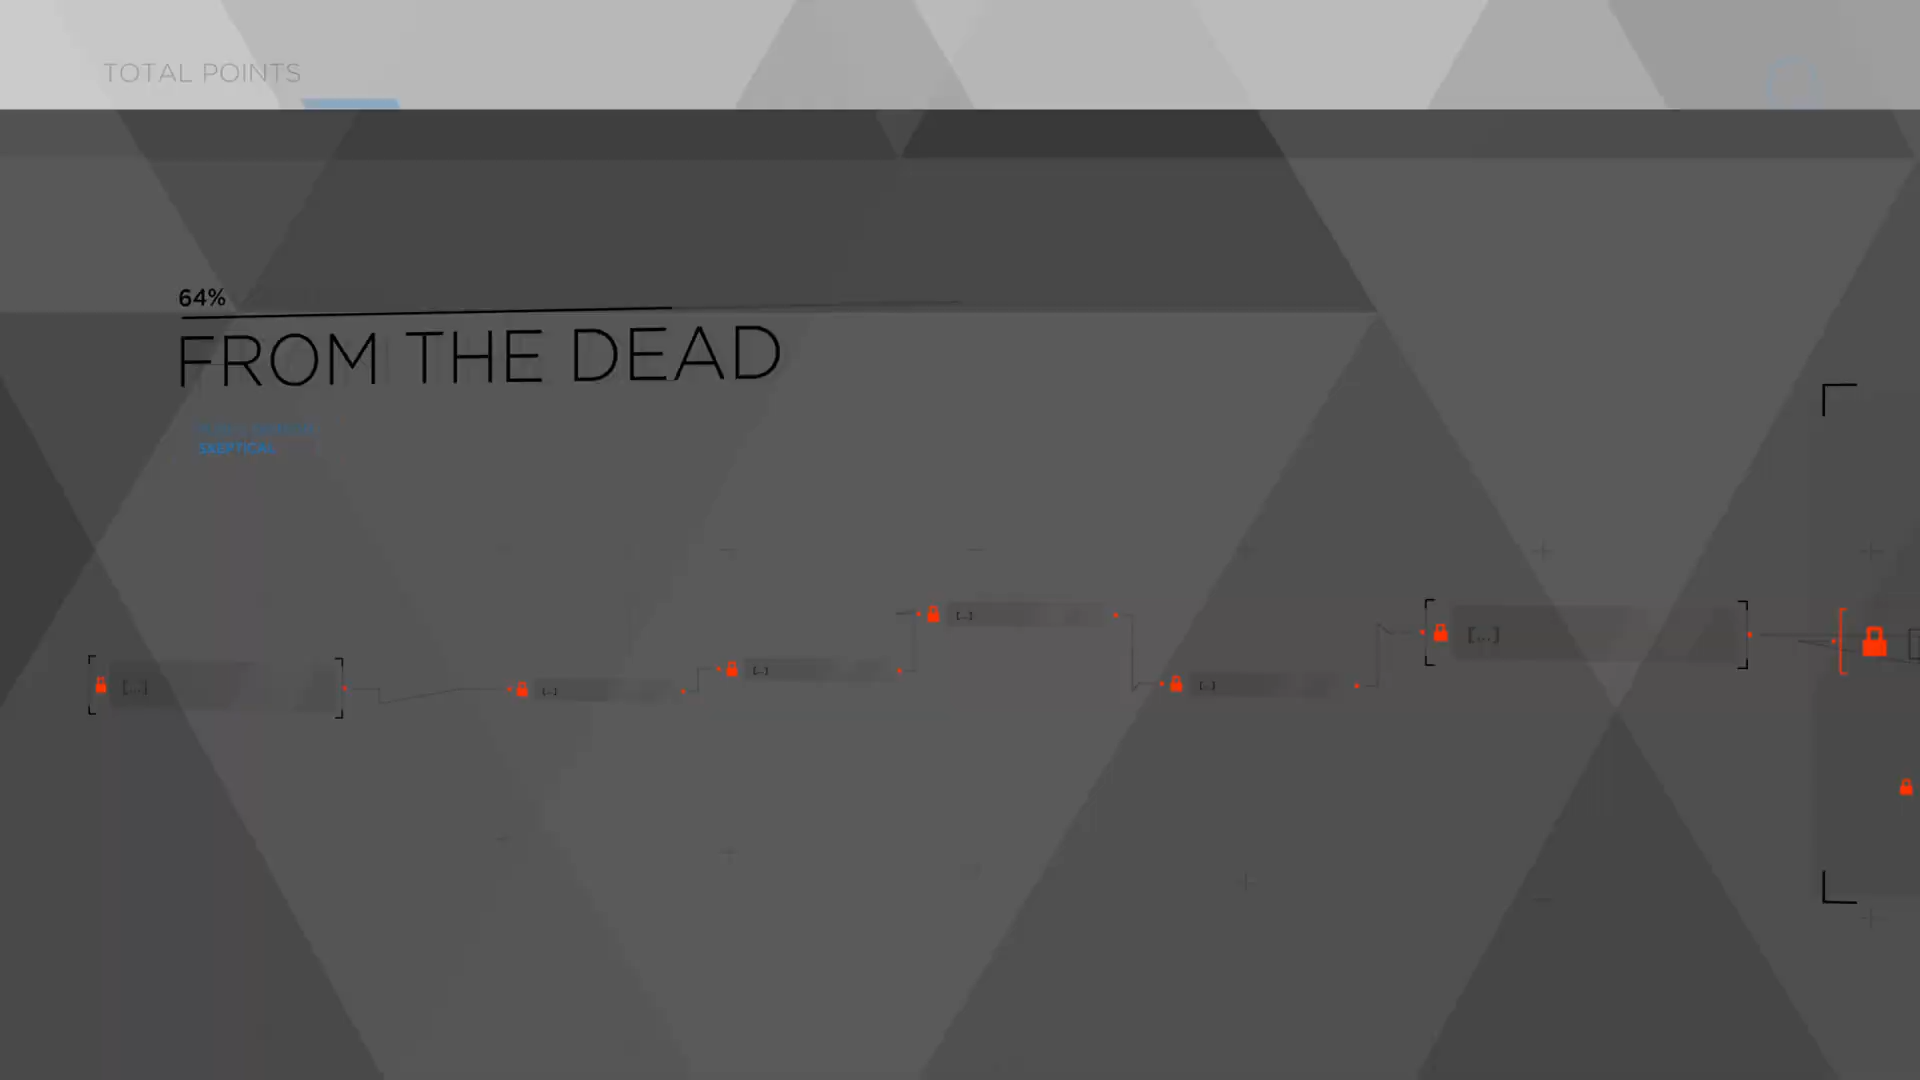 TOTAL POINTS
64%
FROM THE DEAD
SKEPTICAL
[...]
[...]
[...]
[...]
[...]
[...]